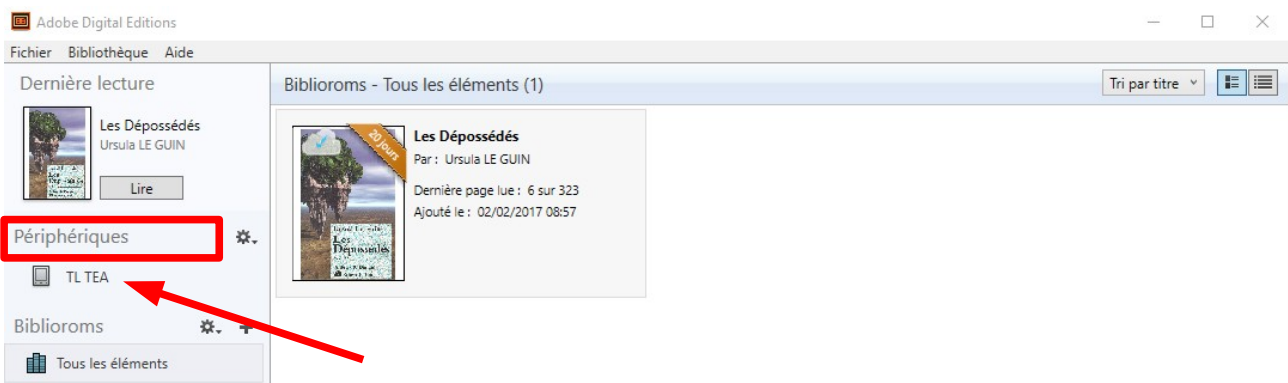 Adobe Digital Editions
Fichier Bibliothèque Aide
Dernière lecture
Les Dépossédés
Ursula LE GUIN
Lire
Périphériques
TL TEA
Biblioroms
Tous les éléments
Biblioroms - Tous les éléments (1)
Tri par titre
20 jours
Les Dépossédés
Par : Ursula LE GUIN
Dernière page lue : 6 sur 323
Ajouté le : 02/02/2017 08:57
Les
Dépossédés